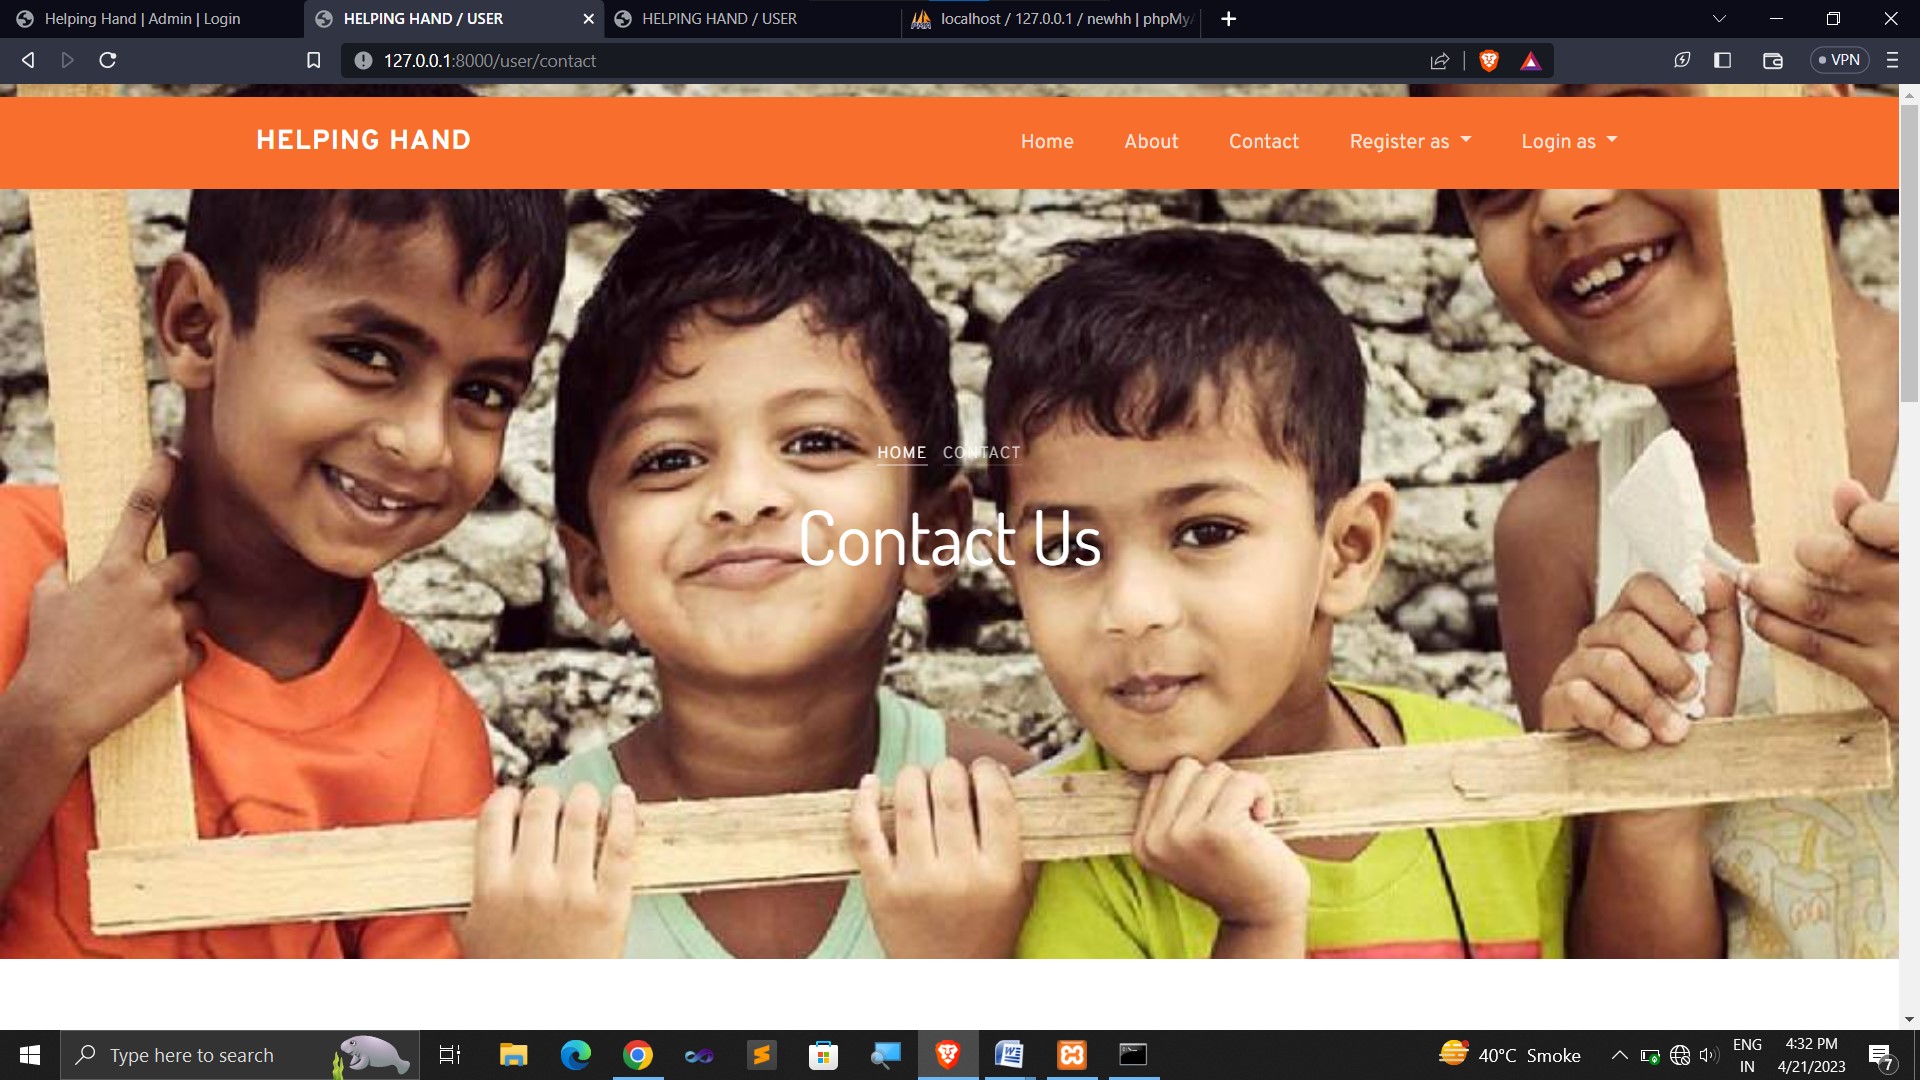 Helping Hand | Admin | Login
HELPING HAND / USER
HELPING HAND / USER
localhost / 127.0.0.1 / newhh | phpMy
127.0.0.1:8000/user/contact
VPN
HELPING HAND
Home
About
Contact
Register as
Login as
HOME CONTACT
Contact Us
Type here to search
40°C Smoke
ENG
IN
4:32 PM
4/21/2023
7